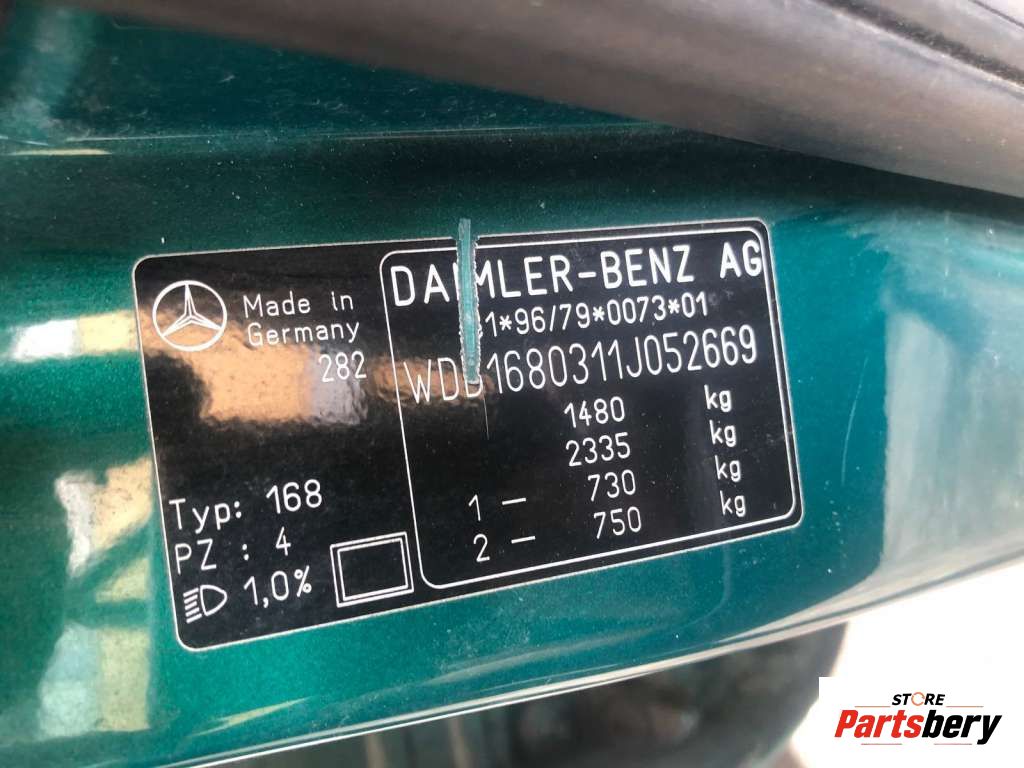 Made in
Germany
282
Typ: 168
PZ : 4
1,0%
DAIMLER-BENZ AG
1*96/79*0073*01
WDB1680311J052669
1480 kg
2335 kg
1 — 730 kg
2 — 750 kg
STORE
Partsbery